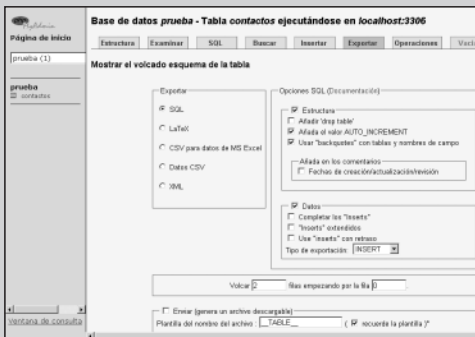 phpMyAdmin
Página de inicio
prueba (1)
prueba
contactos
Ventana de consulta
Base de datos prueba - Tabla contactos ejecutándose en localhost:3306
Estructura Examinar SQL Buscar Insertar Exportar Operaciones
Mostrar el volcado esquema de la tabla
Exportar
SQL
LaTeX
CSV para datos de MS Excel
Datos CSV
XML
Opciones SQL (Documentación)
Estructura
Añadir 'drop table'
Añada el valor AUTO_INCREMENT
Usar "backquotes" con tablas y nombres de campo
Añada en los comentarios
Fechas de creación/actualización/revisión
Datos
Completar los "Inserts"
"Inserts" extendidos
Use "inserts" con retraso
Tipo de exportación: INSERT
Volcar 2 filas empezando por la fila 0
Enviar (genera un archivo descargable)
Plantilla del nombre del archivo : __TABLE__ ( recuerde la plantilla )*